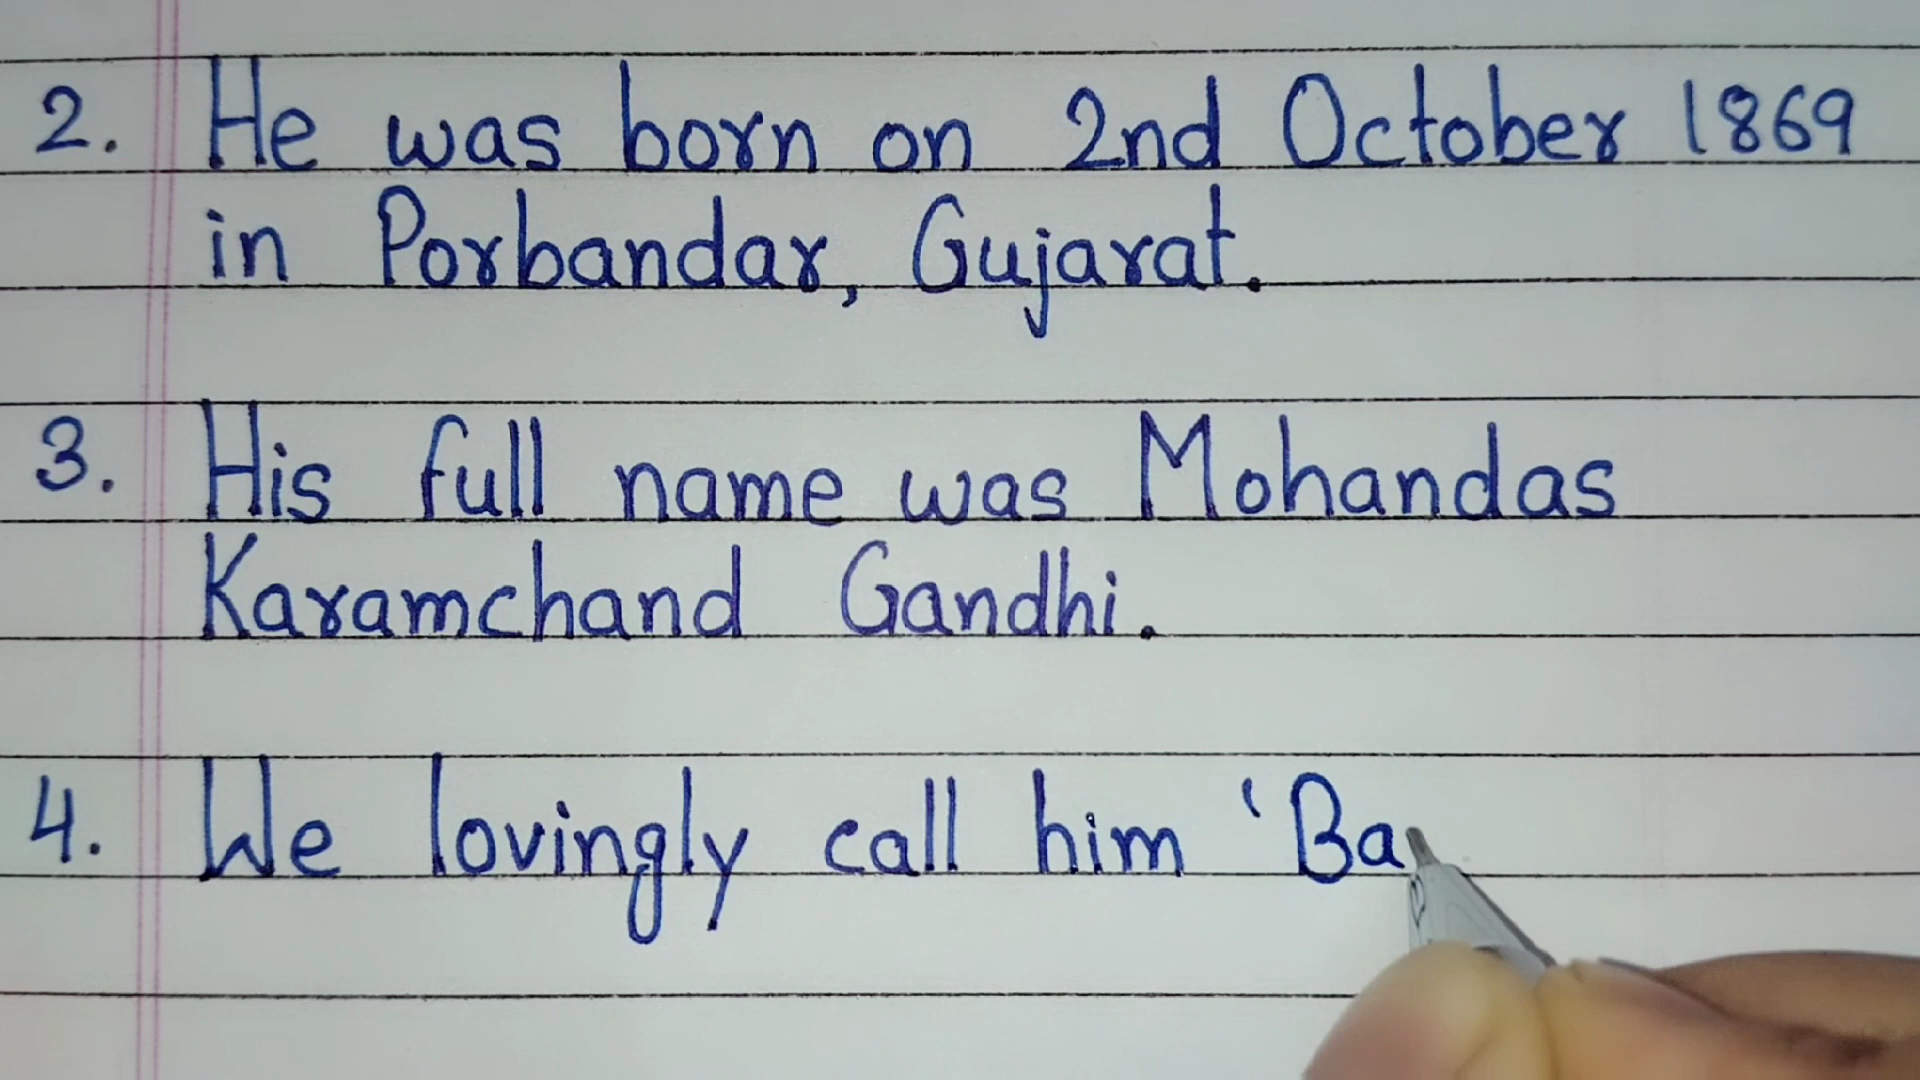 2. He was born on 2nd October 1869
in Porbandar, Gujarat.
3. His full name was Mohandas
Karamchand Gandhi.
4. We lovingly call him ‘Ba